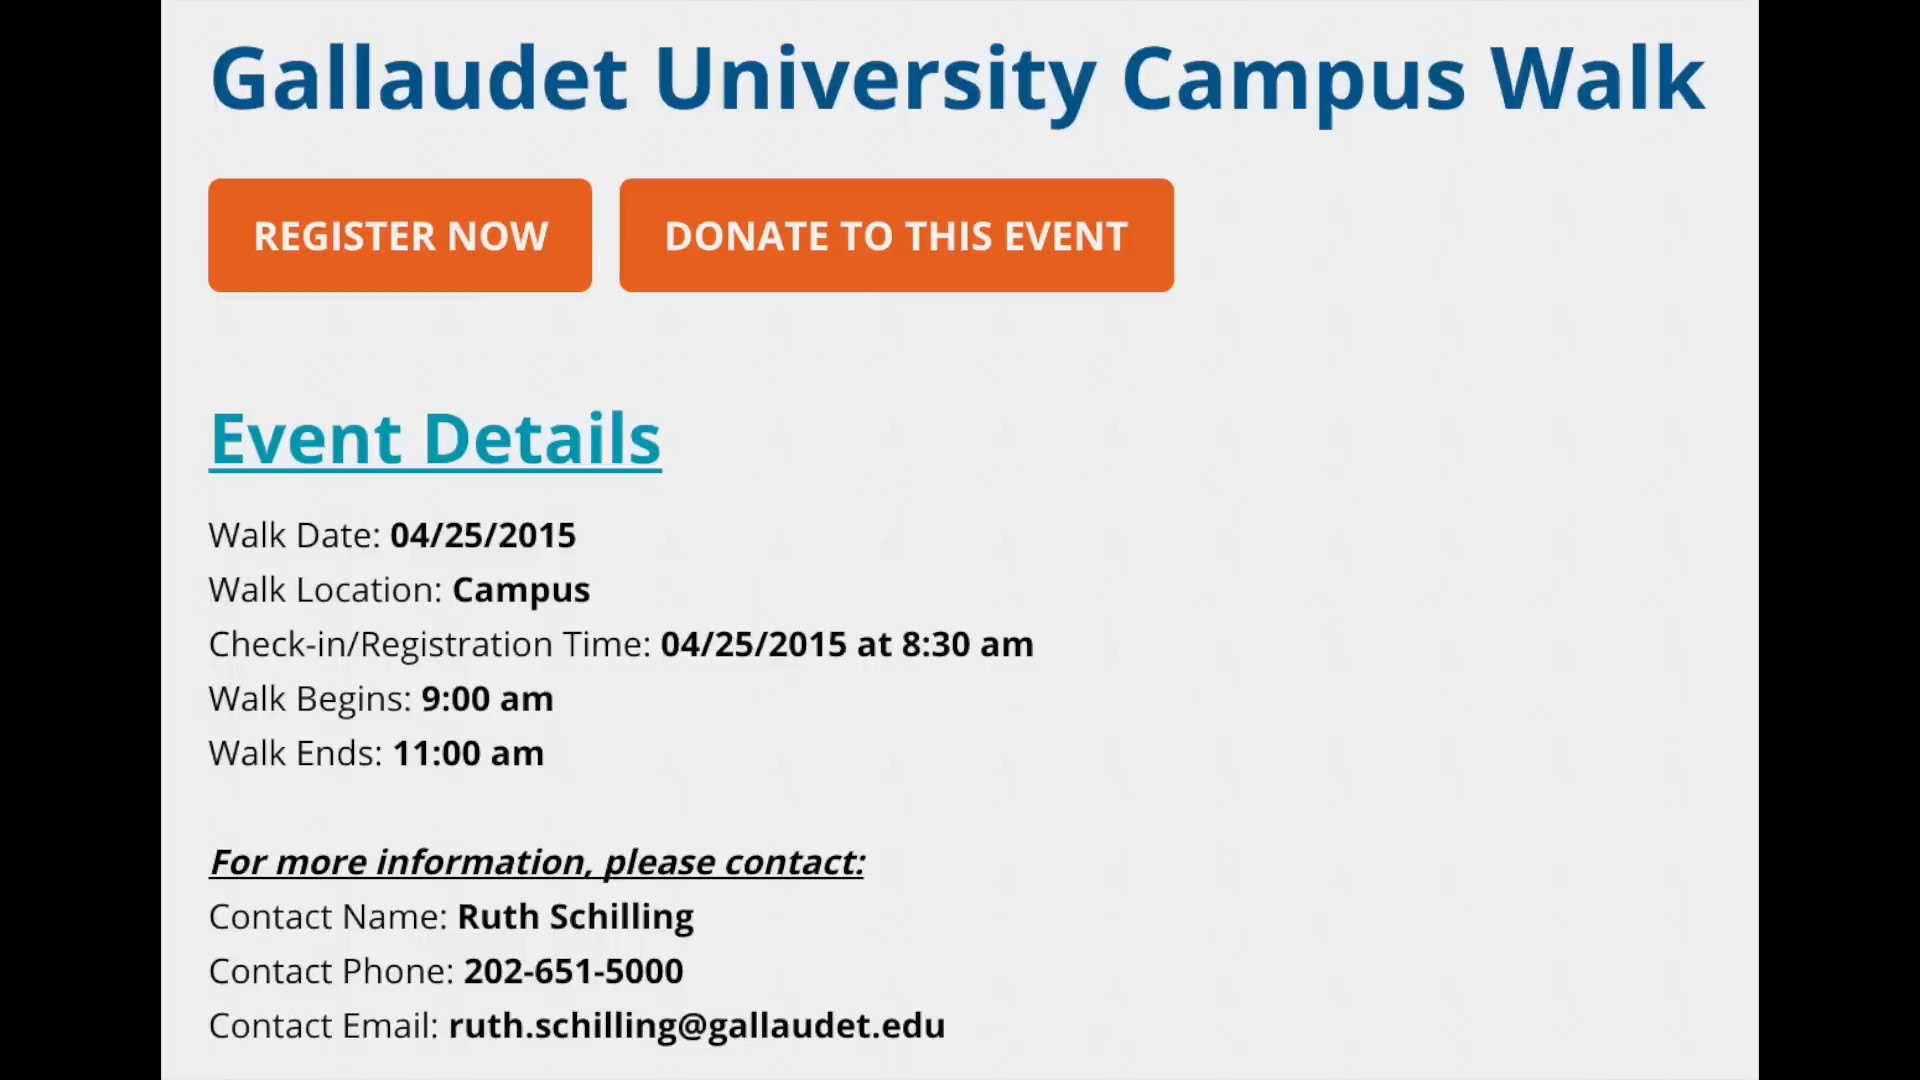 Gallaudet University Campus Walk
REGISTER NOW
DONATE TO THIS EVENT
Event Details
Walk Date: 04/25/2015
Walk Location: Campus
Check-in/Registration Time: 04/25/2015 at 8:30 am
Walk Begins: 9:00 am
Walk Ends: 11:00 am
For more information, please contact:
Contact Name: Ruth Schilling
Contact Phone: 202-651-5000
Contact Email: ruth.schilling@gallaudet.edu